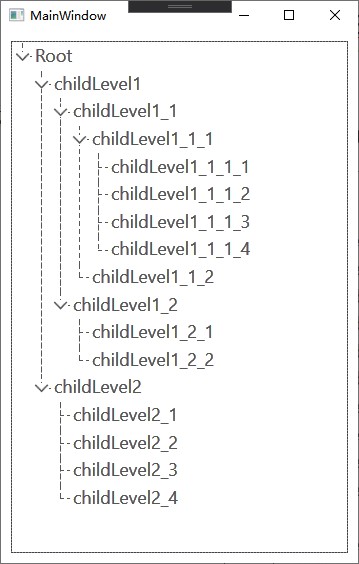 MainWindow
Root
childLevel1
childLevel1_1
childLevel1_1_1
childLevel1_1_1_1
childLevel1_1_1_2
childLevel1_1_1_3
childLevel1_1_1_4
childLevel1_1_2
childLevel1_2
childLevel1_2_1
childLevel1_2_2
childLevel2
childLevel2_1
childLevel2_2
childLevel2_3
childLevel2_4